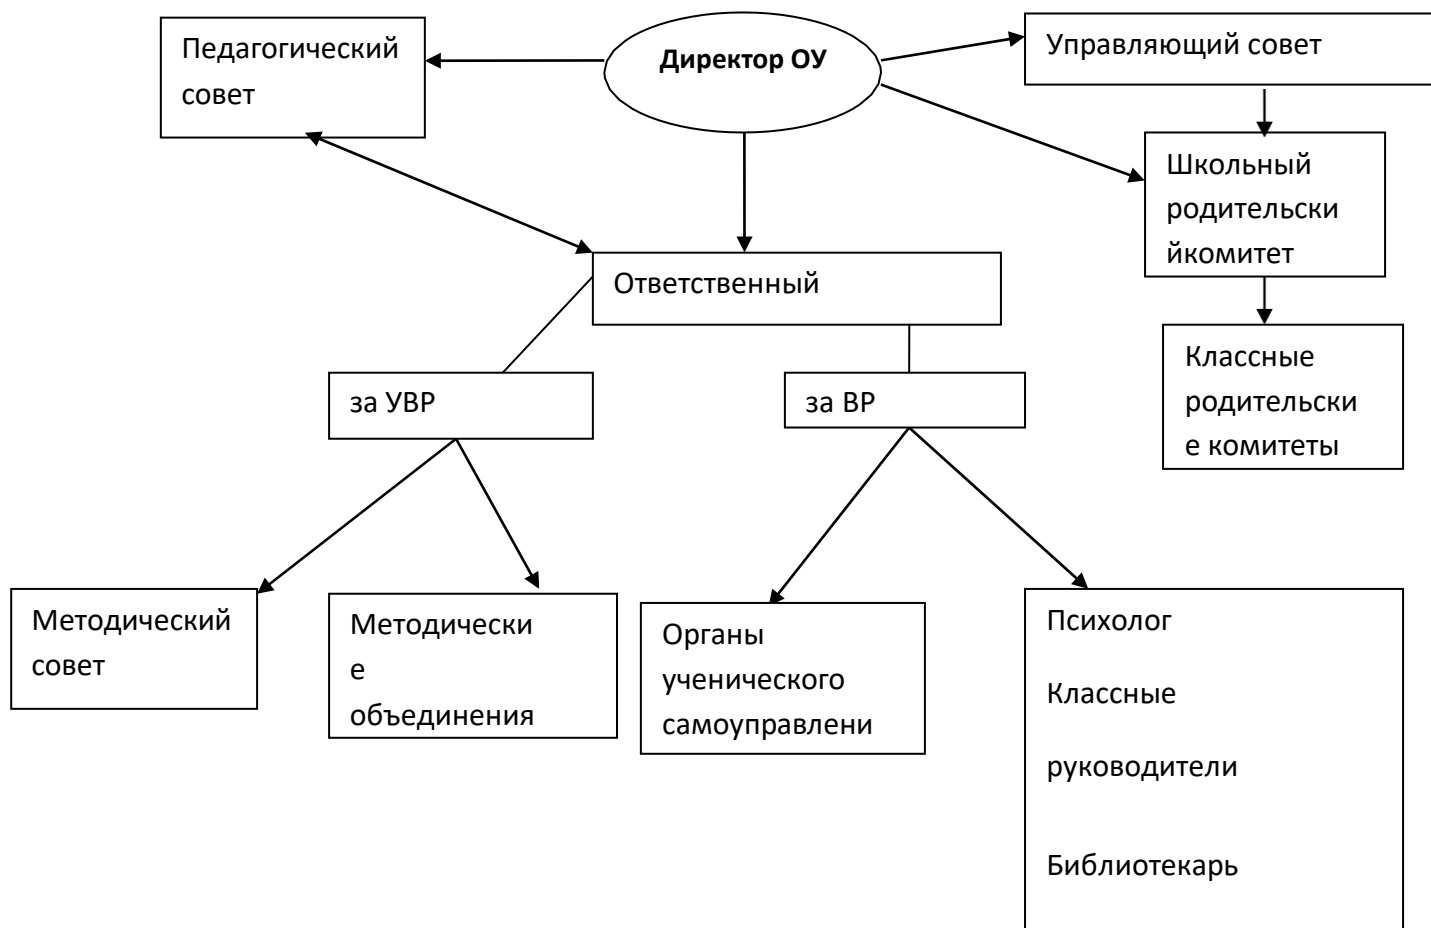 Педагогический
совет
Директор ОУ
Управляющий совет
Школьный
родительски
йкомитет
Ответственный
Классные
родительски
е комитеты
за УВР
за ВР
Методический
совет
Методически
е
объединения
Органы
ученического
самоуправлени
Психолог
Классные
руководители
Библиотекарь